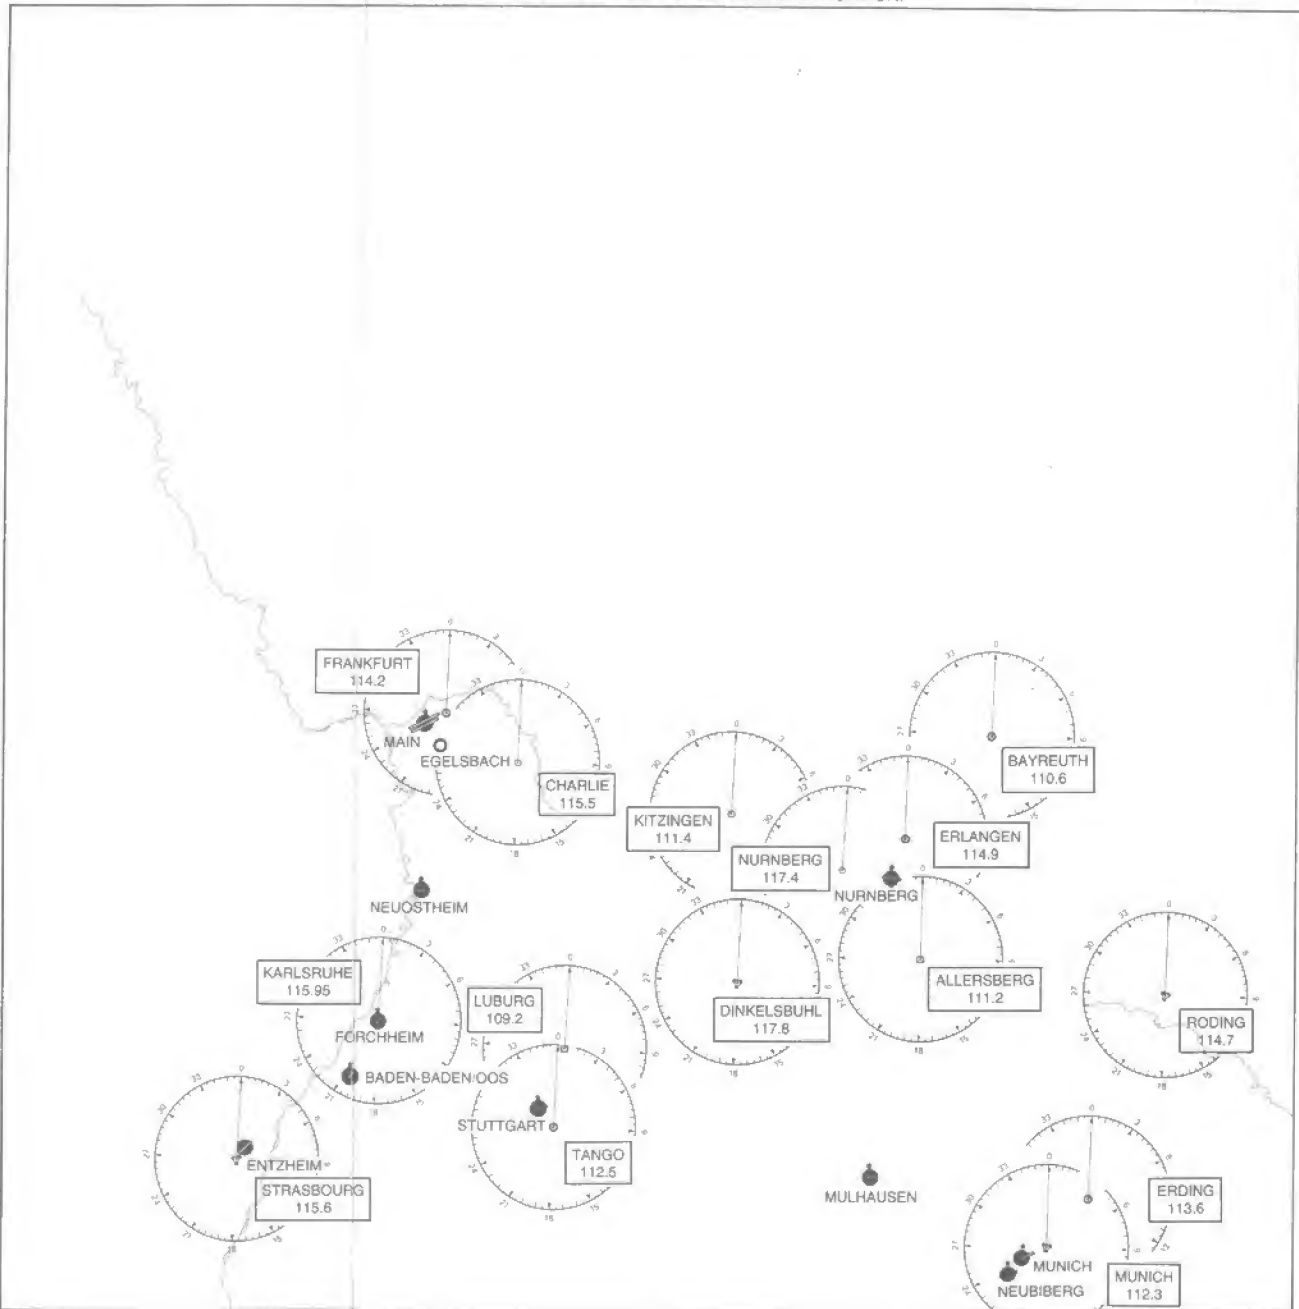 FRANKFURT
114.2
MAIN
EGELSBACH
CHARLIE
115.5
BAYREUTH
110.6
KITZINGEN
111.4
NURNBERG
117.4
ERLANGEN
114.9
NURNBERG
NEUOSTHEIM
KARLSRUHE
115.95
FORCHHEIM
LUBURG
109.2
DINKELSBUHL
117.8
ALLERSBERG
111.2
RODING
114.7
BADEN-BADEN/OOS
STUTTGART
TANGO
112.5
ENTZHEIM
STRASBOURG
115.6
MULHAUSEN
ERDING
113.6
MUNICH
NEUBIBERG
MUNICH
112.3